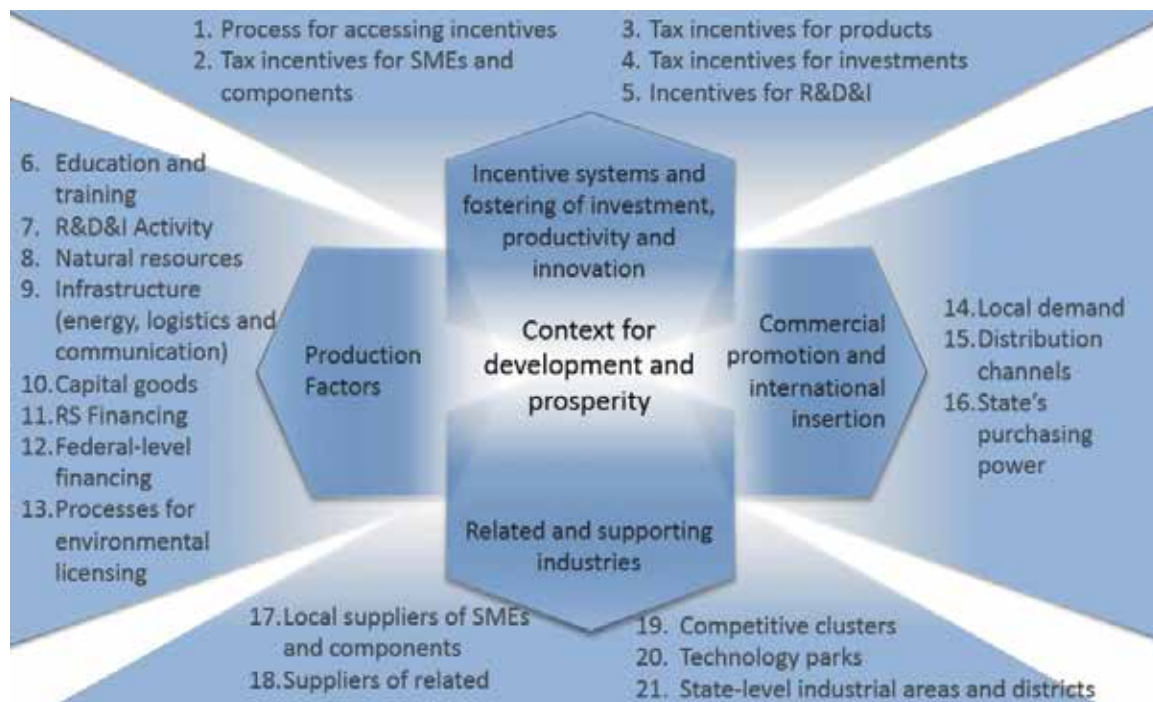 1. Process for accessing incentives
2. Tax incentives for SMEs and
components
3. Tax incentives for products
4. Tax incentives for investments
5. Incentives for R&D&I
6. Education and
training
7. R&D&I Activity
8. Natural resources
9. Infrastructure
(energy, logistics and
communication)
10. Capital goods
11. RS Financing
12. Federal-level
financing
13. Processes for
environmental
licensing
Incentive systems and
fostering of investment,
productivity and
innovation
Production
Factors
Context for
development and
prosperity
Commercial
promotion and
international
insertion
14. Local demand
15. Distribution
channels
16. State's
purchasing
power
Related and supporting
industries
17. Local suppliers of SMEs
and components
18. Suppliers of related
19. Competitive clusters
20. Technology parks
21. State-level industrial areas and districts